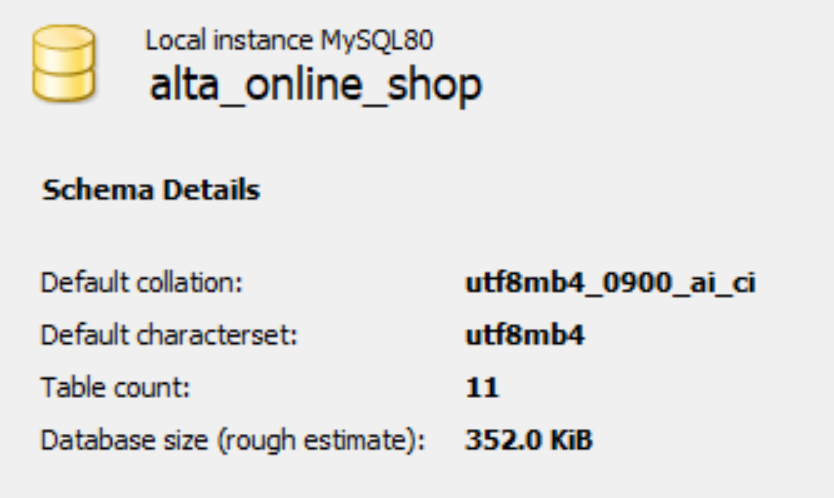 Local instance MySQL80
alta_online_shop
Schema Details
Default collation: utf8mb4_0900_ai_ci
Default characterset: utf8mb4
Table count: 11
Database size (rough estimate): 352.0 KiB